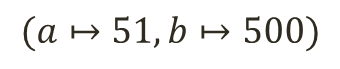 (𝑎 ↦ 51, 𝑏 ↦ 500)